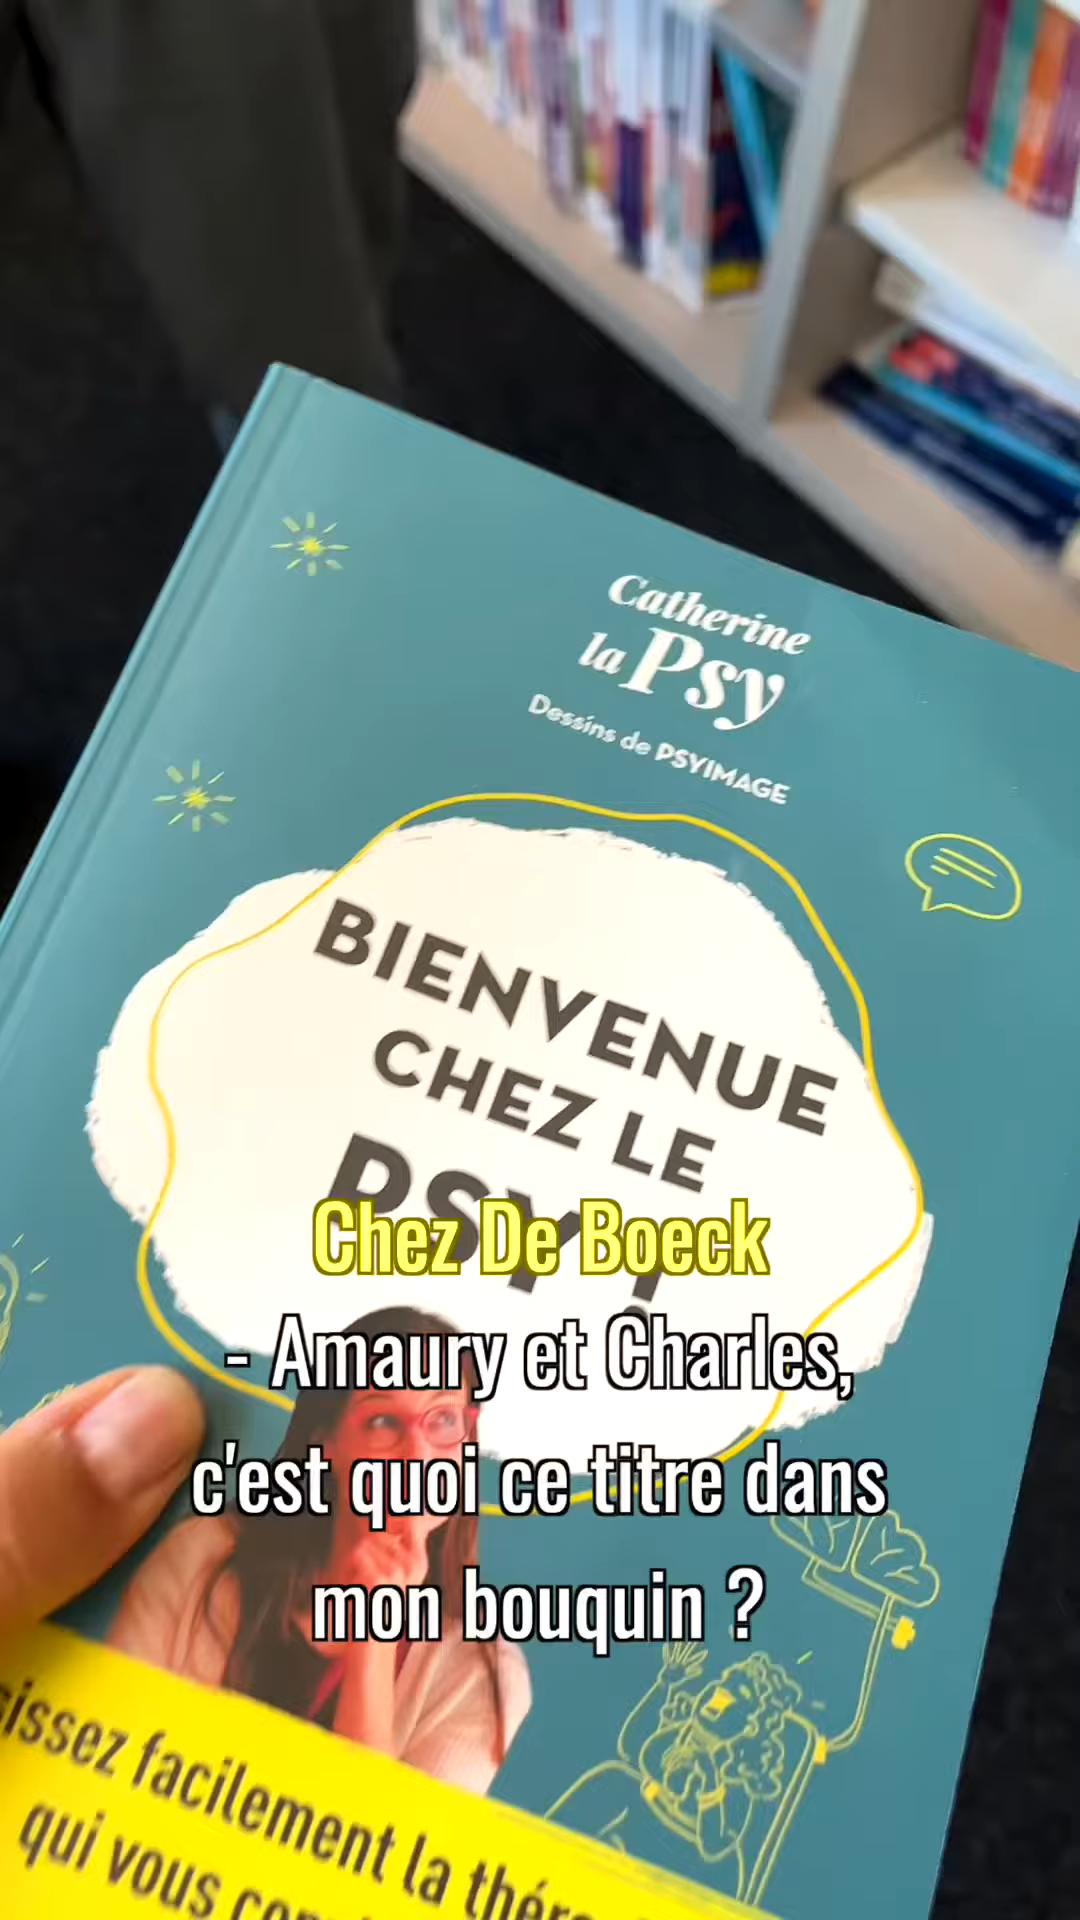 Catherine
la Psy
Dessins de PSYIMAGE
BIENVENUE
CHEZ LE
PSY !
Chez De Boeck
- Amaury et Charles,
c'est quoi ce titre dans
mon bouquin ?
facilement la
qui vous